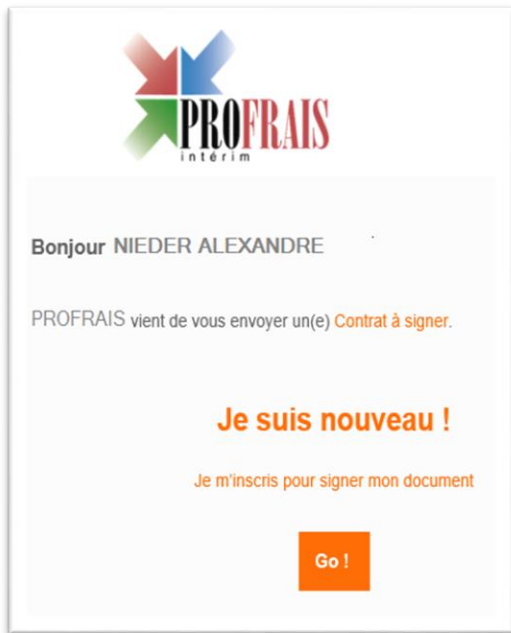 PROFRAIS
intérim
Bonjour NIEDER ALEXANDRE
PROFRAIS vient de vous envoyer un(e) Contrat à signer.
Je suis nouveau !
Je m'inscris pour signer mon document
Go !